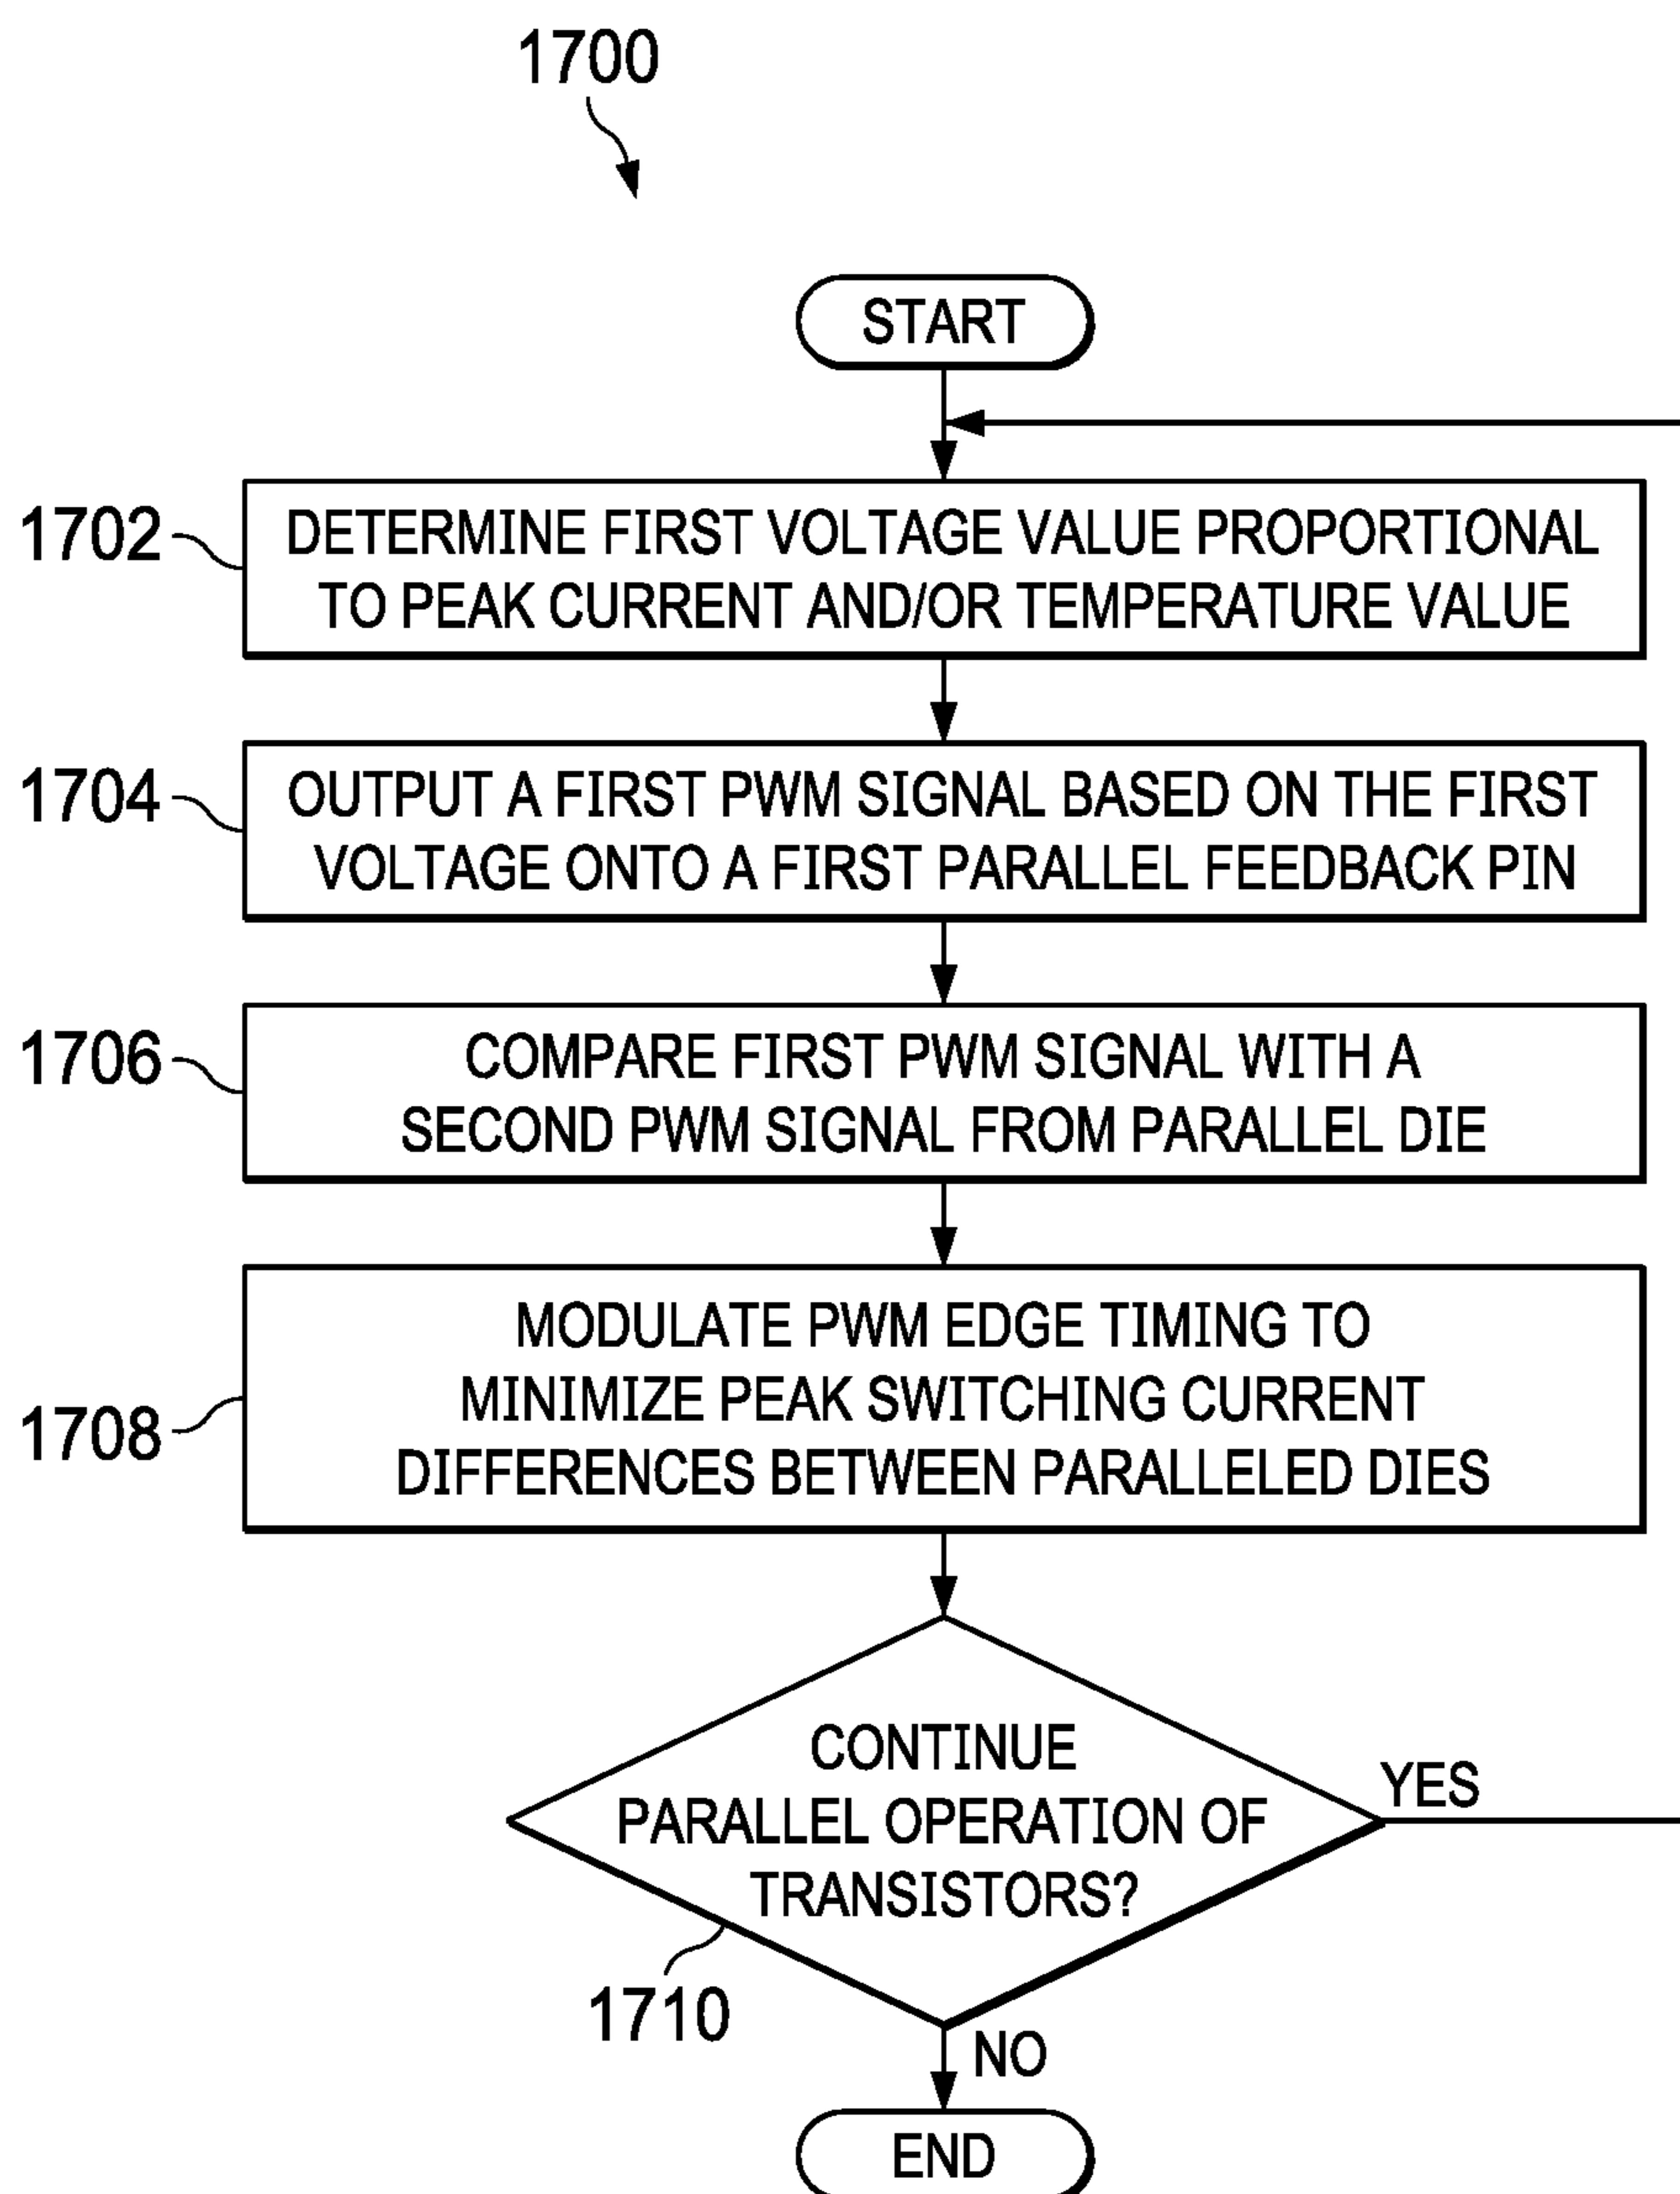 1700
START
1702
DETERMINE FIRST VOLTAGE VALUE PROPORTIONAL
TO PEAK CURRENT AND/OR TEMPERATURE VALUE
1704
OUTPUT A FIRST PWM SIGNAL BASED ON THE FIRST
VOLTAGE ONTO A FIRST PARALLEL FEEDBACK PIN
1706
COMPARE FIRST PWM SIGNAL WITH A
SECOND PWM SIGNAL FROM PARALLEL DIE
1708
MODULATE PWM EDGE TIMING TO
MINIMIZE PEAK SWITCHING CURRENT
DIFFERENCES BETWEEN PARALLELED DIES
CONTINUE
PARALLEL OPERATION OF
TRANSISTORS?
YES
1710
NO
END